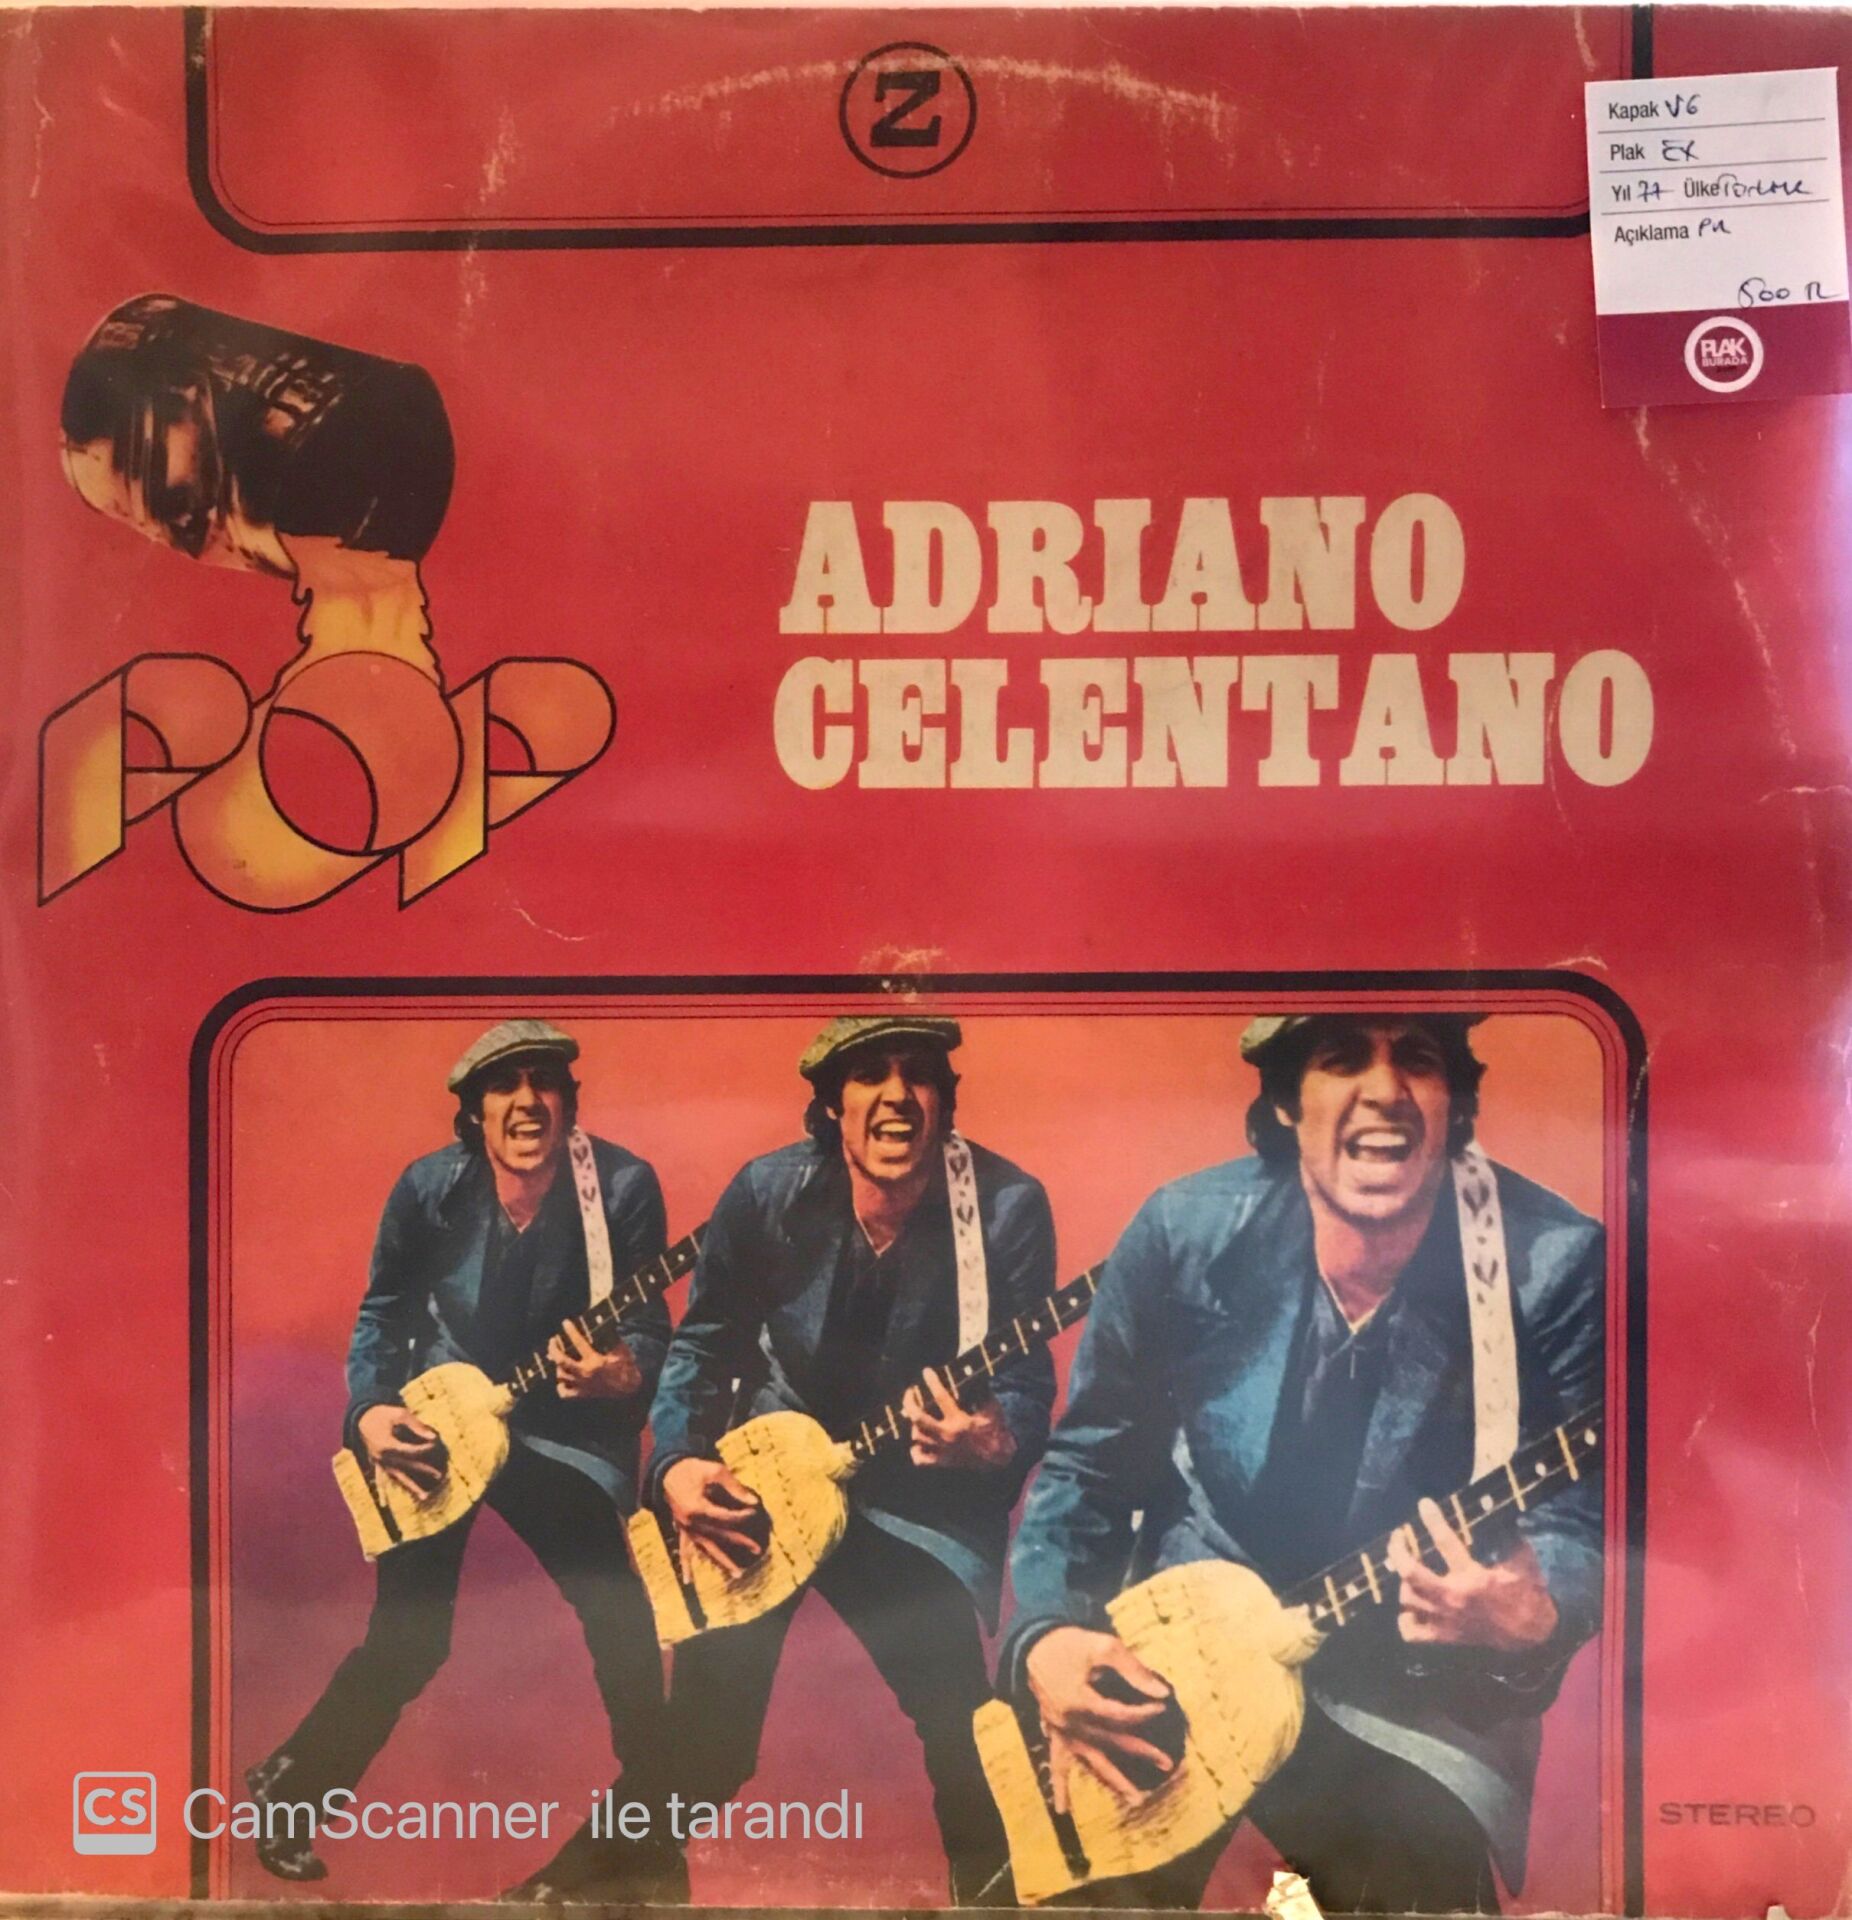 Z
Kapak VG
Plak EX
Yıl 77 Ülke
Açıklama
500 TL
PLAK
BURADA
POP
ADRIANO
CELENTANO
STEREO
CS CamScanner ile tarandı